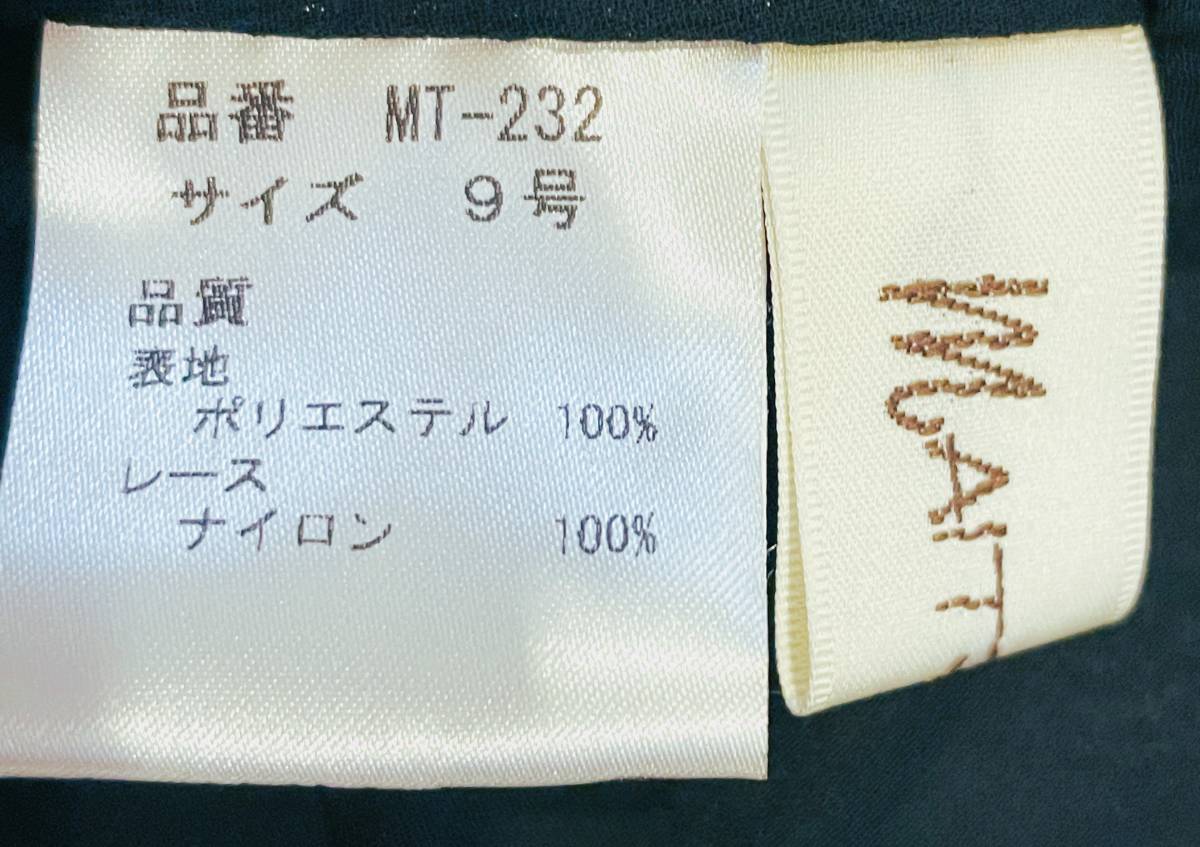 品番 MT-232
サイズ 9号
品質
表地
ポリエステル 100%
レース
ナイロン 100%